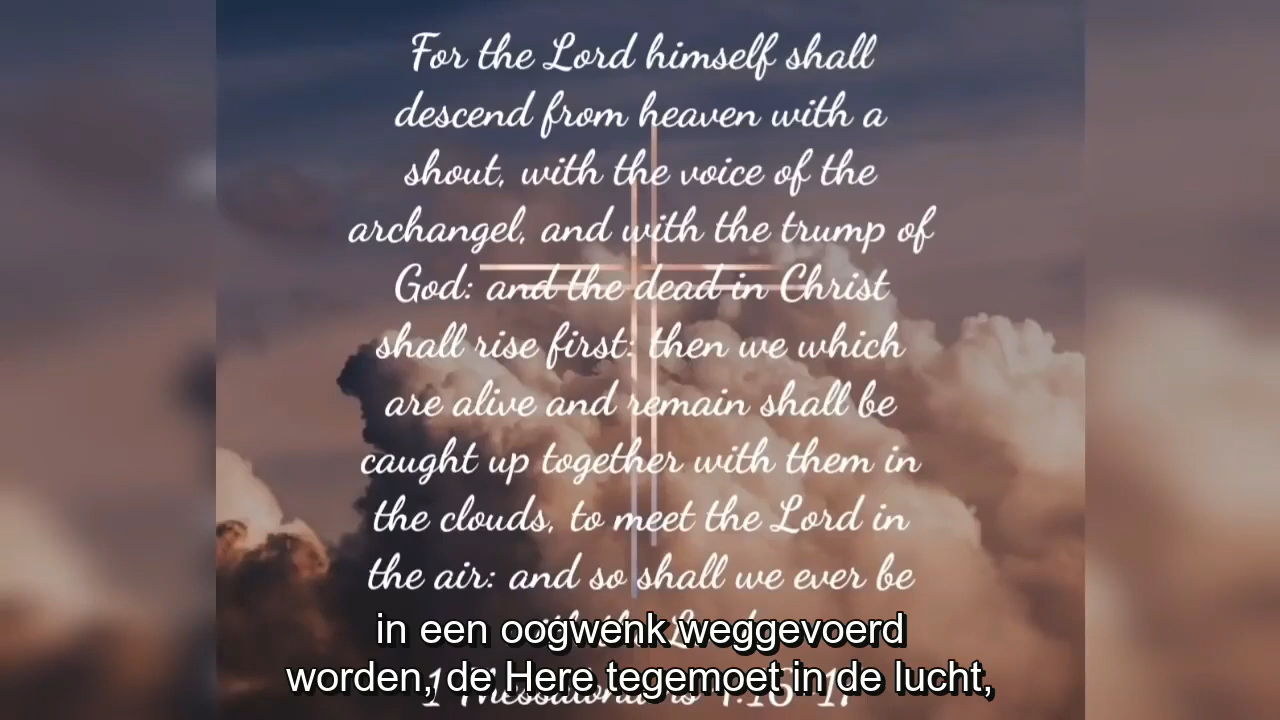 For the Lord himself shall
descend from heaven with a
shout, with the voice of the
archangel, and with the trump of
God: and the dead in Christ
shall rise first: then we which
are alive and remain shall be
caught up together with them in
the clouds, to meet the Lord in
the air: and so shall we ever be
in een oogwenk weggevoerd
worden, de Here tegemoet in de lucht,